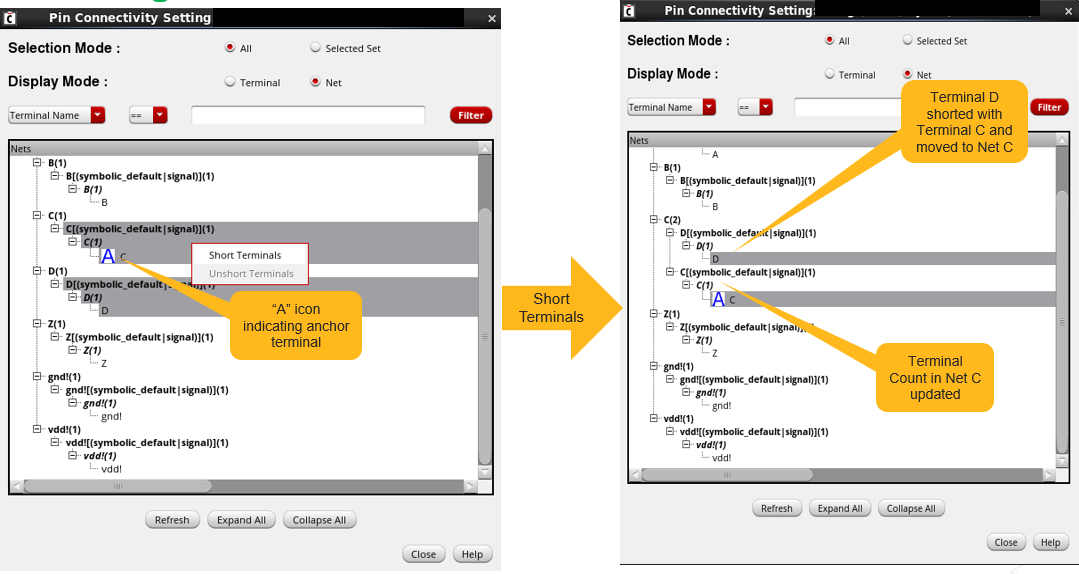 Pin Connectivity Setting
Selection Mode :
All
Selected Set
Display Mode :
Terminal
Net
Terminal Name
==
Filter
Nets
B(1)
B[(symbolic_default|signal)](1)
B(1)
B
C(1)
C[(symbolic_default|signal)](1)
C(1)
A C
Short Terminals
Unshort Terminals
D(1)
D[(symbolic_default|signal)](1)
D(1)
D
"A" icon
indicating anchor
terminal
Z(1)
Z[(symbolic_default|signal)](1)
Z(1)
Z
gnd!(1)
gnd![(symbolic_default|signal)](1)
gnd!(1)
gnd!
vdd!(1)
vdd![(symbolic_default|signal)](1)
vdd!(1)
vdd!
Refresh
Expand All
Collapse All
Close
Help
Short
Terminals
Pin Connectivity Setting
Selection Mode :
All
Selected Set
Display Mode :
Terminal
Net
Terminal Name
==
Filter
Terminal D
shorted with
Terminal C and
moved to Net C
Nets
A
B(1)
B[(symbolic_default|signal)](1)
B(1)
B
C(2)
D[(symbolic_default|signal)](1)
D(1)
D
C[(symbolic_default|signal)](1)
C(1)
A C
Z(1)
Z[(symbolic_default|signal)](1)
Z(1)
Z
Terminal
Count in Net C
updated
gnd!(1)
gnd![(symbolic_default|signal)](1)
gnd!(1)
gnd!
vdd!(1)
vdd![(symbolic_default|signal)](1)
vdd!(1)
vdd!
Refresh
Expand All
Collapse All
Close
Help